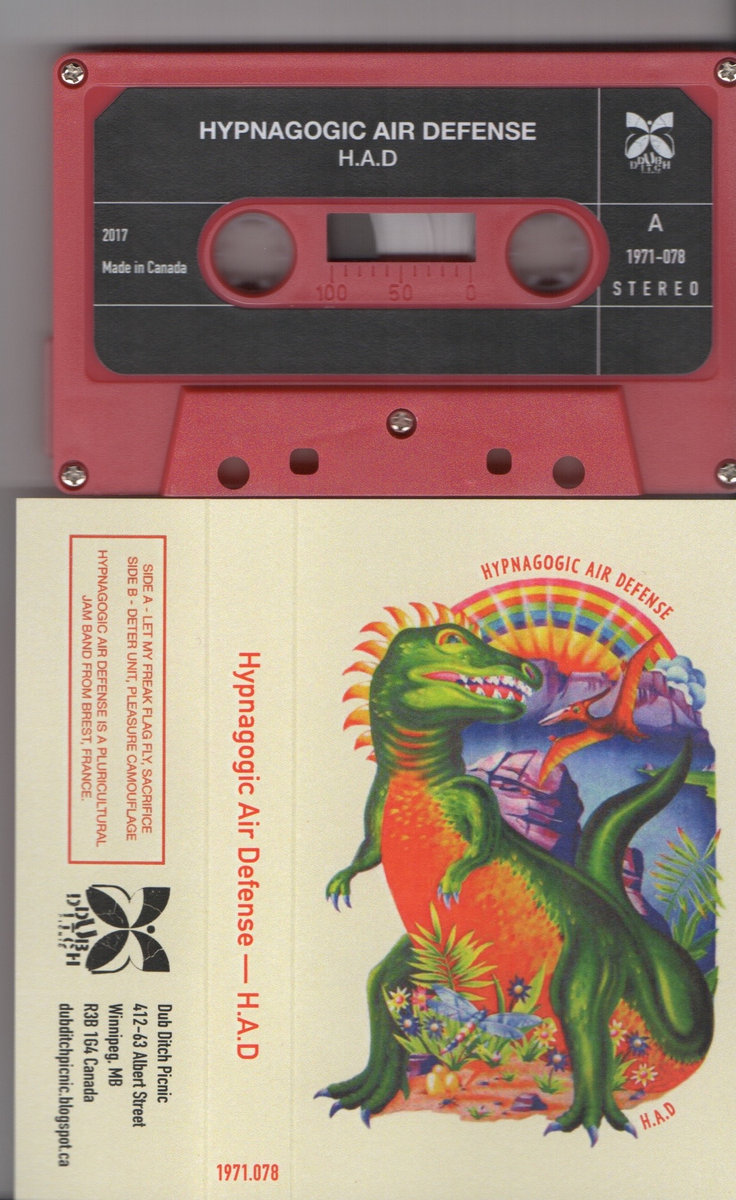 HYPNAGOGIC AIR DEFENSE
H.A.D
DDUBH
ITC
2017
Made in Canada
A
1971-078
STEREO
100 50 0
SIDE A - LET MY FREAK FLAG FLY, SACRIFICE
SIDE B - DETER UNIT, PLEASURE CAMOUFLAGE
HYPNAGOGIC AIR DEFENSE IS A PLURICULTURAL
JAM BAND FROM BREST, FRANCE.
Dub Ditch Picnic
412-63 Albert Street
Winnipeg, MB
R3B 1G4 Canada
dubditchpicnic.blogspot.ca
Hypnagogic Air Defense — H.A.D
1971.078
HYPNAGOGIC AIR DEFENSE
H.A.D